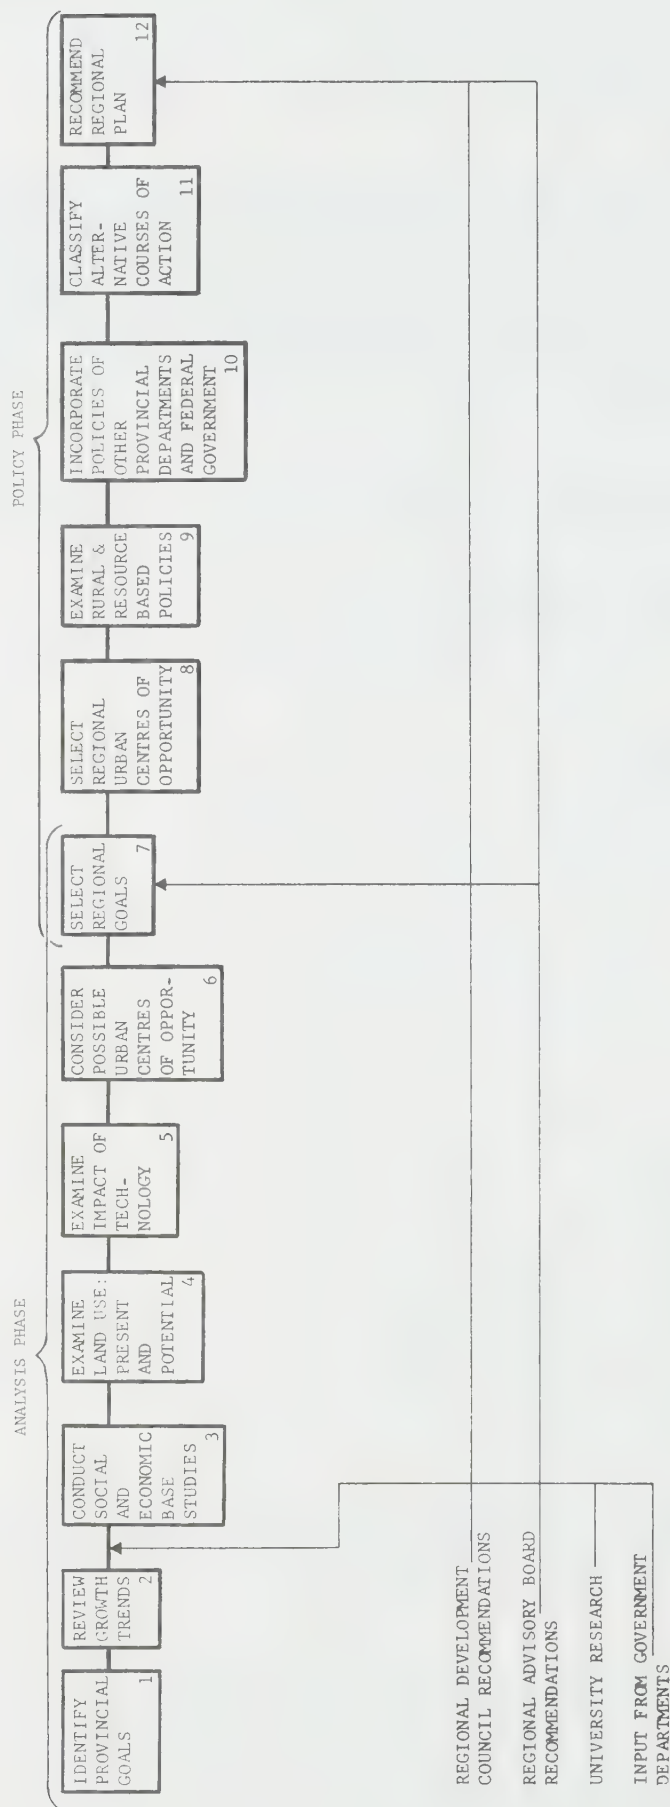 ANALYSIS PHASE
POLICY PHASE
IDENTIFY
PROVINCIAL
GOALS
1
REVIEW
GROWTH
TRENDS
2
CONDUCT
SOCIAL
AND
ECONOMIC
BASE
STUDIES
3
EXAMINE
LAND USE:
PRESENT
AND
POTENTIAL
4
EXAMINE
IMPACT OF
TECH-
NOLOGY
5
CONSIDER
POSSIBLE
URBAN
CENTRES
OF OPPOR-
TUNITY
6
SELECT
REGIONAL
GOALS
7
SELECT
REGIONAL
URBAN
CENTRES OF
OPPORTUNITY
8
EXAMINE
RURAL &
RESOURCE
BASED
POLICIES
9
INCORPORATE
POLICIES OF
OTHER
PROVINCIAL
DEPARTMENTS
AND FEDERAL
GOVERNMENT
10
CLASSIFY
ALTER-
NATIVE
COURSES OF
ACTION
11
RECOMMEND
REGIONAL
PLAN
12
REGIONAL DEVELOPMENT
COUNCIL RECOMMENDATIONS
REGIONAL ADVISORY BOARD
RECOMMENDATIONS
UNIVERSITY RESEARCH
INPUT FROM GOVERNMENT
DEPARTMENTS